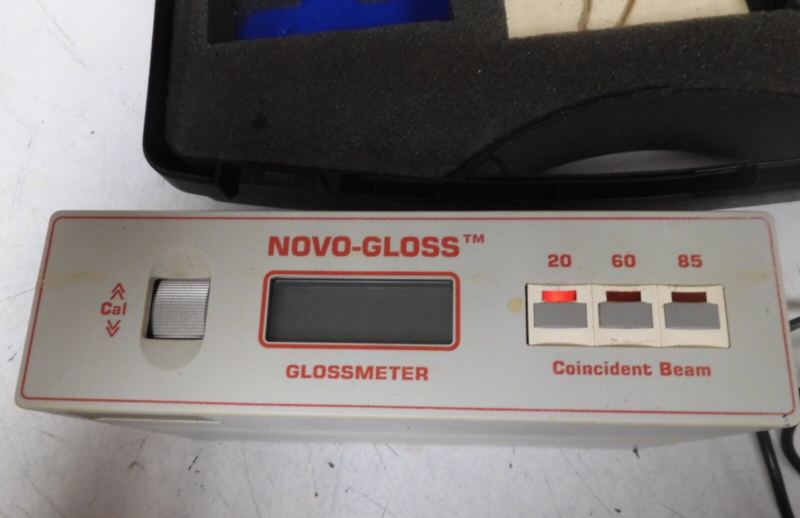 NOVO-GLOSS™
20 60 85
Cal
GLOSSMETER
Coincident Beam